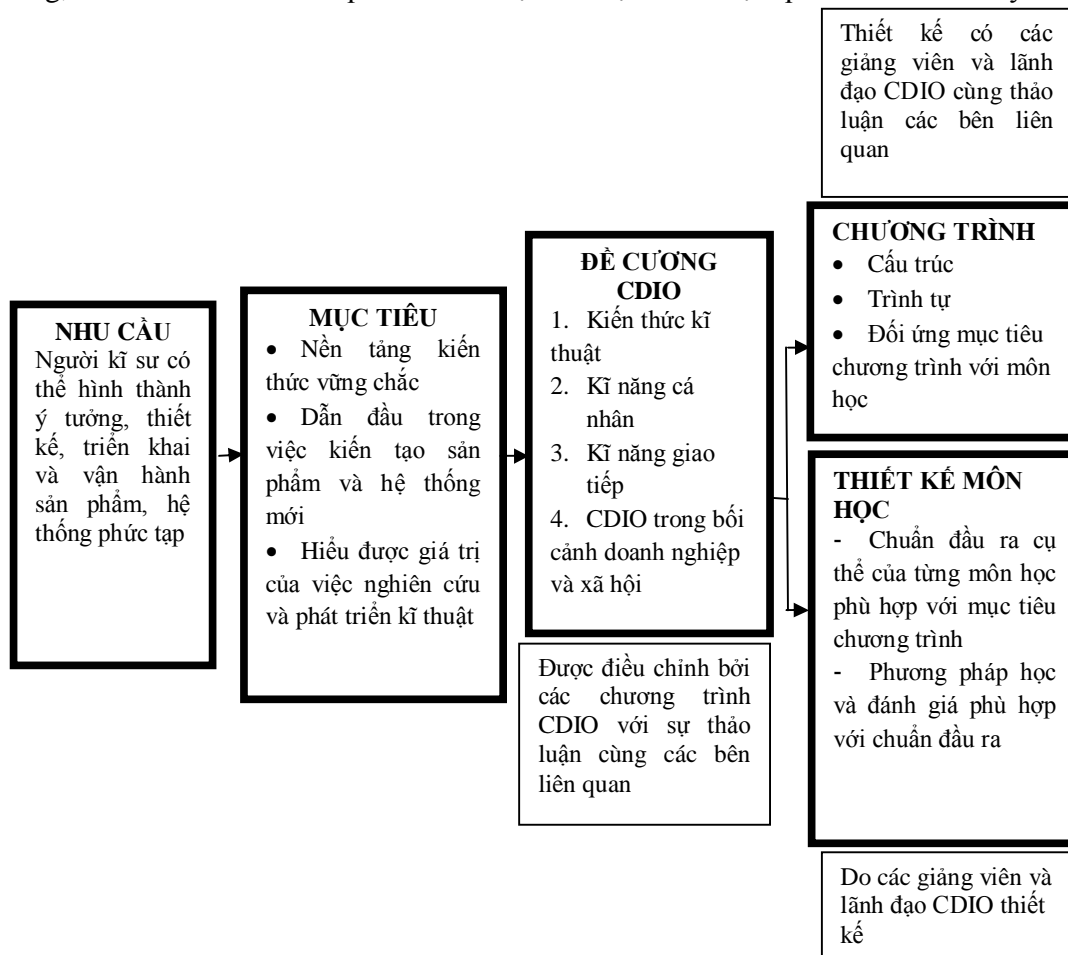 Thiết kế có các
giảng viên và lãnh
đạo CDIO cùng thảo
luận các bên liên
quan
NHU CẦU
Người kĩ sư có
thể hình thành
ý tưởng, thiết
kế, triển khai
và vận hành
sản phẩm, hệ
thống phức tạp
MỤC TIÊU
• Nền tảng kiến
thức vững chắc
• Dẫn đầu trong
việc kiến tạo sản
phẩm và hệ thống
mới
• Hiểu được giá trị
của việc nghiên cứu
và phát triển kĩ thuật
ĐỀ CƯƠNG
CDIO
1. Kiến thức kĩ
thuật
2. Kĩ năng cá
nhân
3. Kĩ năng giao
tiếp
4. CDIO trong bối
cảnh doanh nghiệp
và xã hội
Được điều chỉnh bởi
các chương trình
CDIO với sự thảo
luận cùng các bên
liên quan
CHƯƠNG TRÌNH
• Cấu trúc
• Trình tự
• Đối ứng mục tiêu
chương trình với môn
học
THIẾT KẾ MÔN
HỌC
- Chuẩn đầu ra cụ
thể của từng môn học
phù hợp với mục tiêu
chương trình
- Phương pháp học
và đánh giá phù hợp
với chuẩn đầu ra
Do các giảng viên và
lãnh đạo CDIO thiết
kế